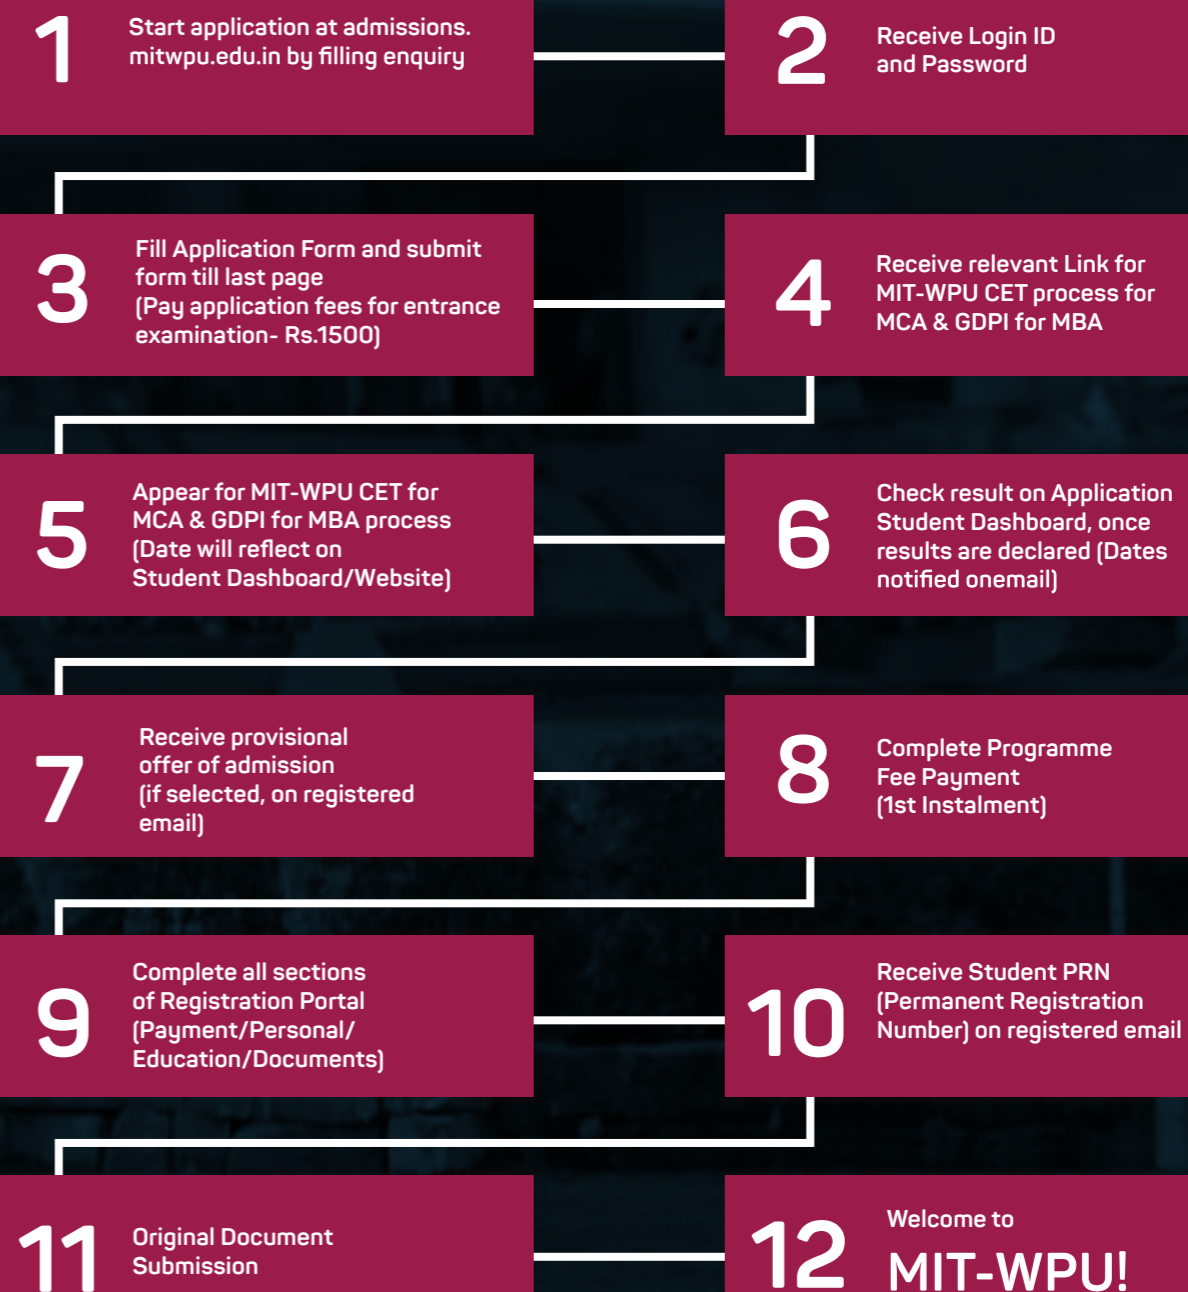 1
Start application at admissions.
mitwpu.edu.in by filling enquiry
2
Receive Login ID
and Password
3
Fill Application Form and submit
form till last page
(Pay application fees for entrance
examination- Rs.1500)
4
Receive relevant Link for
MIT-WPU CET process for
MCA & GDPI for MBA
5
Appear for MIT-WPU CET for
MCA & GDPI for MBA process
(Date will reflect on
Student Dashboard/Website)
6
Check result on Application
Student Dashboard, once
results are declared (Dates
notified onemail)
7
Receive provisional
offer of admission
(if selected, on registered
email)
8
Complete Programme
Fee Payment
(1st Instalment)
9
Complete all sections
of Registration Portal
(Payment/Personal/
Education/Documents)
10
Receive Student PRN
(Permanent Registration
Number) on registered email
11
Original Document
Submission
12
Welcome to
MIT-WPU!